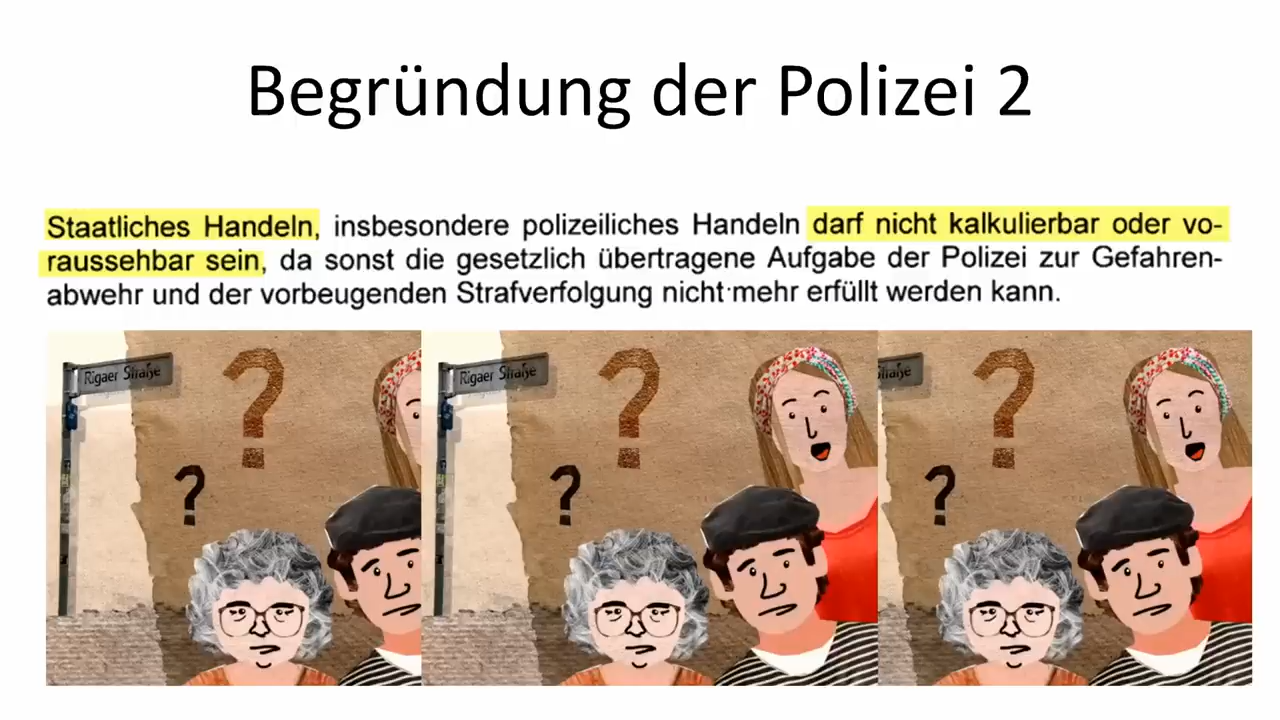 Begründung der Polizei 2
Staatliches Handeln, insbesondere polizeiliches Handeln darf nicht kalkulierbar oder vo-
raussehbar sein, da sonst die gesetzlich übertragene Aufgabe der Polizei zur Gefahren-
abwehr und der vorbeugenden Strafverfolgung nicht mehr erfüllt werden kann.
Rigaer Straße
?
?
Rigaer Straße
?
?
Straße
?
?